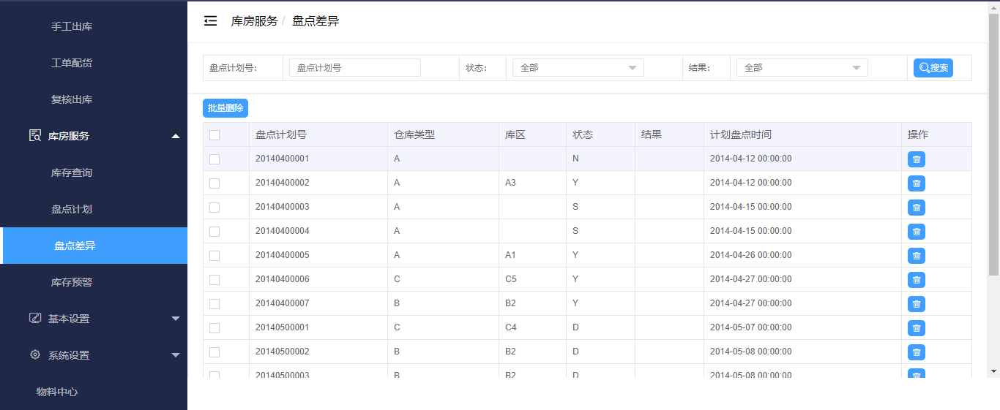 手工出库
工单配货
复核出库
库房服务
库存查询
盘点计划
盘点差异
库存预警
基本设置
系统设置
物料中心
库房服务 / 盘点差异
盘点计划号: 盘点计划号 状态: 全部 结果: 全部 搜索
批量删除
盘点计划号 仓库类型 库区 状态 结果 计划盘点时间 操作
20140400001 A N 2014-04-12 00:00:00
20140400002 A A3 Y 2014-04-12 00:00:00
20140400003 A S 2014-04-15 00:00:00
20140400004 A S 2014-04-15 00:00:00
20140400005 A A1 Y 2014-04-26 00:00:00
20140400006 C C5 Y 2014-04-27 00:00:00
20140400007 B B2 Y 2014-04-27 00:00:00
20140500001 C C4 D 2014-05-07 00:00:00
20140500002 B B2 D 2014-05-08 00:00:00
20140500003 B B2 D 2014-05-08 00:00:00